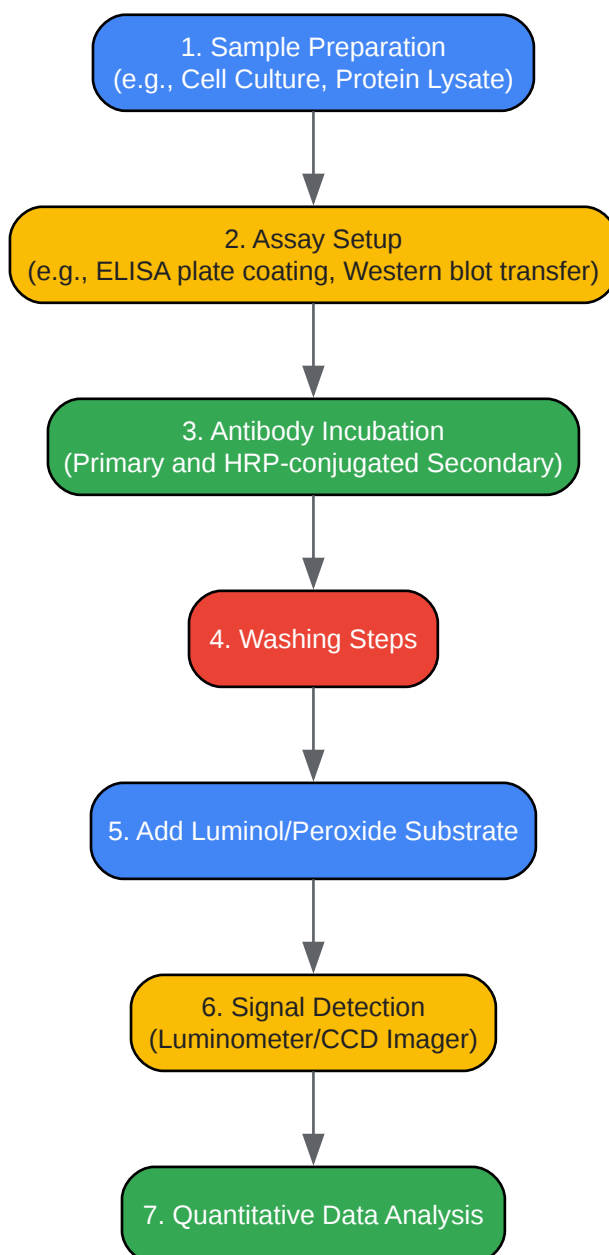 1. Sample Preparation
(e.g., Cell Culture, Protein Lysate)
2. Assay Setup
(e.g., ELISA plate coating, Western blot transfer)
3. Antibody Incubation
(Primary and HRP-conjugated Secondary)
4. Washing Steps
5. Add Luminol/Peroxide Substrate
6. Signal Detection
(Luminometer/CCD Imager)
7. Quantitative Data Analysis